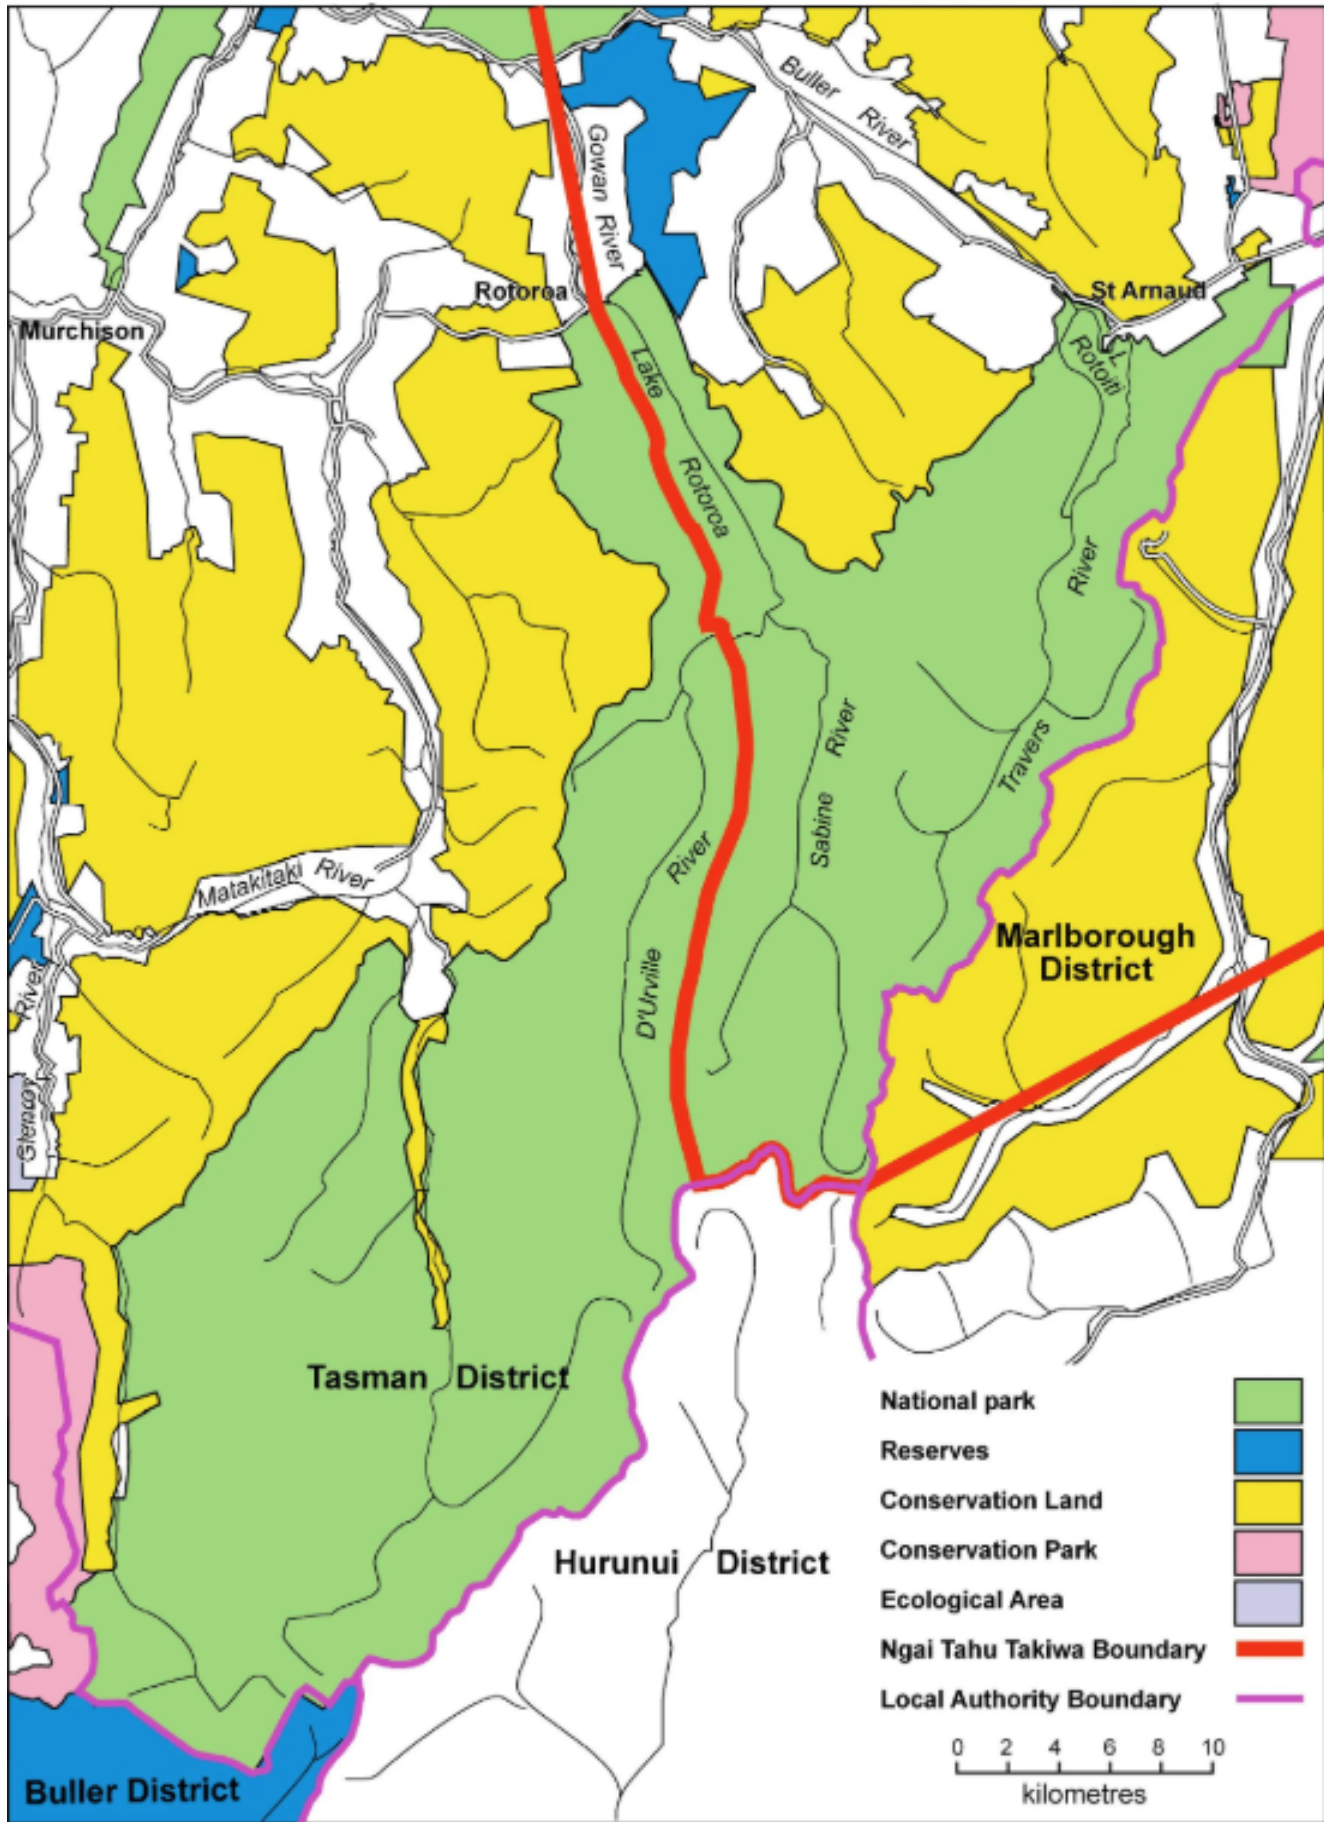 Buller River
Gowan River
Rotoroa
St Arnaud
Murchison
Lake Rotoroa
L. Rotoiti
River
Travers
River
Sabine
River
D'Urville
Matakitaki River
Marlborough
District
River
Glenroy
Tasman District
Hurunui District
Buller District
National park
Reserves
Conservation Land
Conservation Park
Ecological Area
Ngai Tahu Takiwa Boundary
Local Authority Boundary
0 2 4 6 8 10
kilometres